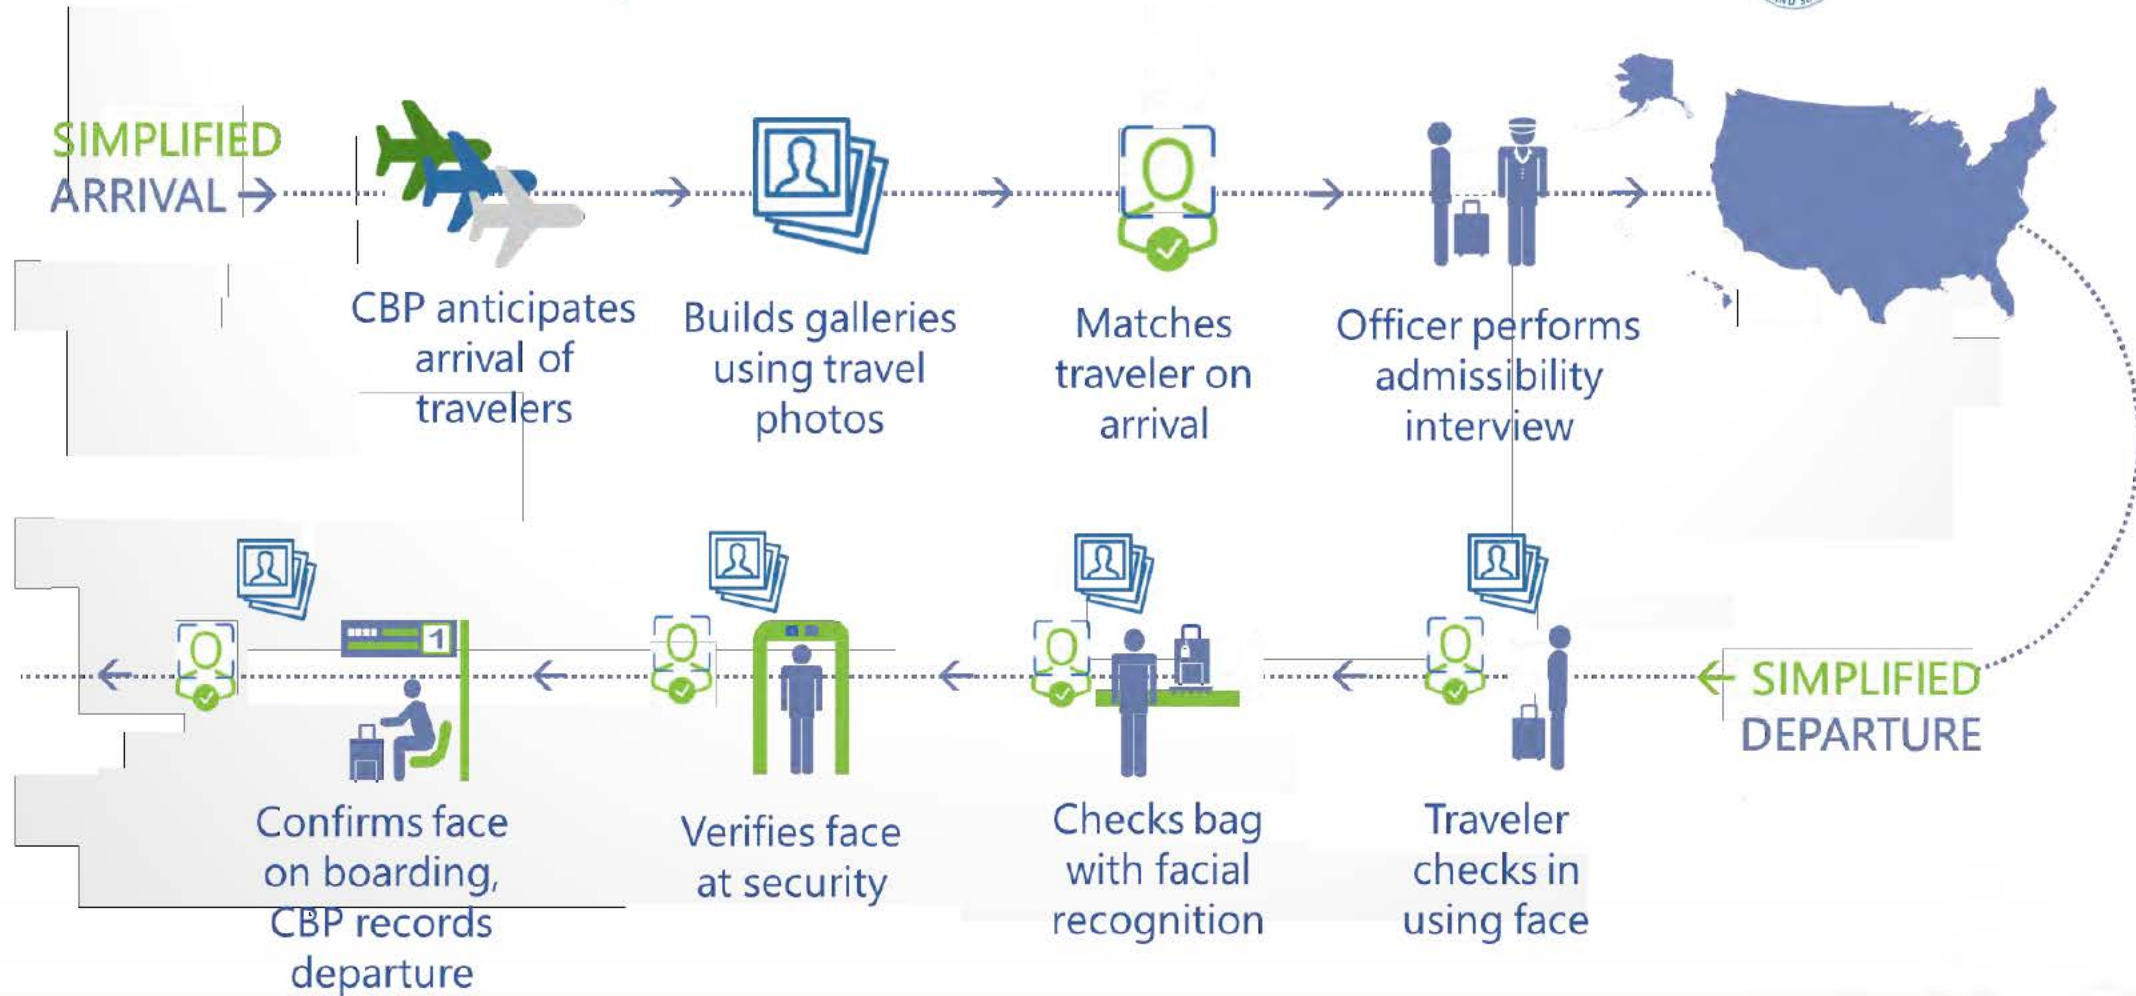 SIMPLIFIED
ARRIVAL
CBP anticipates
arrival of
travelers
Builds galleries
using travel
photos
Matches
traveler on
arrival
Officer performs
admissibility
interview
1
Confirms face
on boarding,
CBP records
departure
Verifies face
at security
Checks bag
with facial
recognition
Traveler
checks in
using face
SIMPLIFIED
DEPARTURE